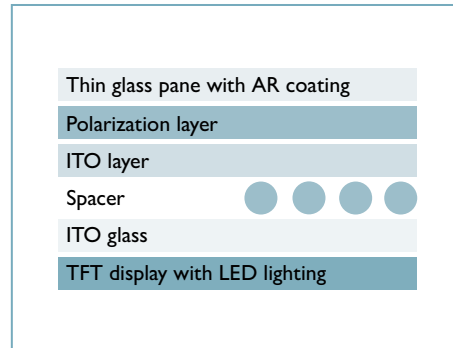 Thin glass pane with AR coating
Polarization layer
ITO layer
Spacer
ITO glass
TFT display with LED lighting